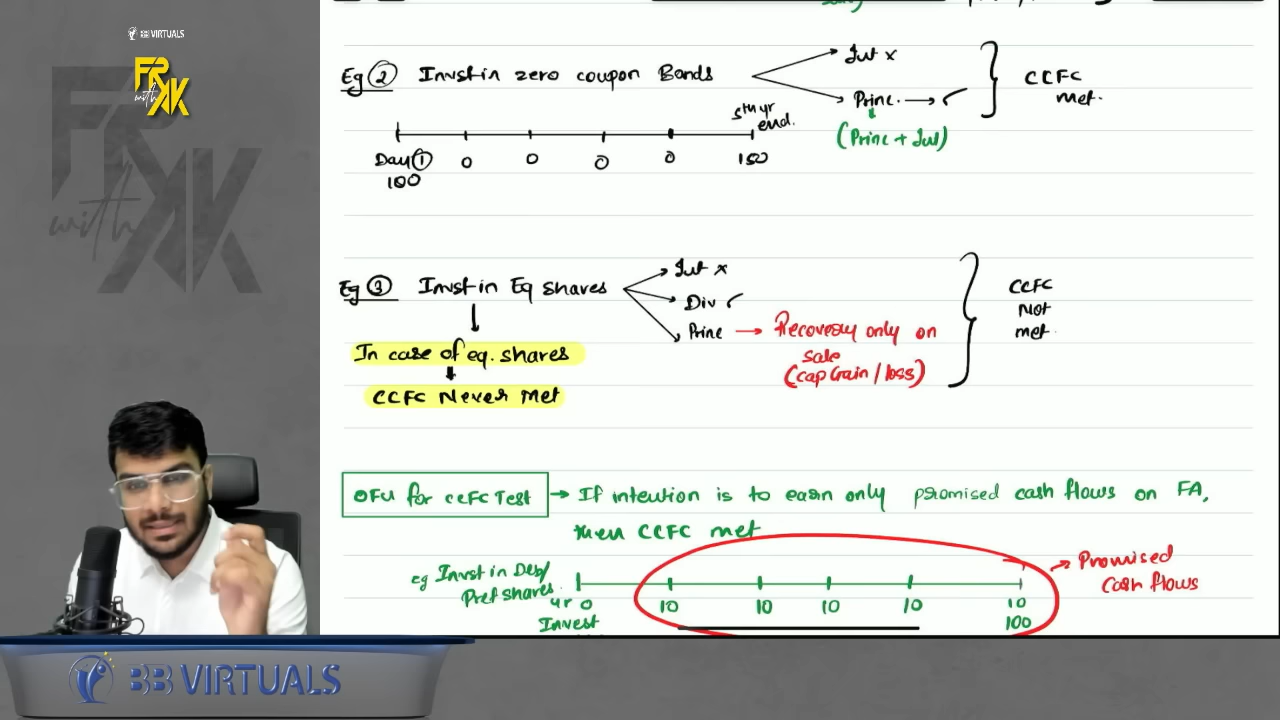 BB VIRTUALS
FR
with
AK
FR
with
AK
Eg ② Invst in zero coupon Bonds
Int x
Princ. → ✓
(Princ + Int)
CCFC
met.
5th yr
end.
Day ① 0 0 0 0 150
100
Eg ③ Invst in Eq shares
Int x
Div ✓
Princ → Recovery only on
sale
(cap Gain / loss)
CCFC
Not
met.
In case of eq. shares
CCFC Never Met
OFU for CCFC Test → If intention is to earn only promised cash flows on FA,
then CCFC met
eg Invst in Deb/
Pref shares.
yr 0 10 10 10 10 10
Invest 100
→ Promised
cash flows
BB VIRTUALS